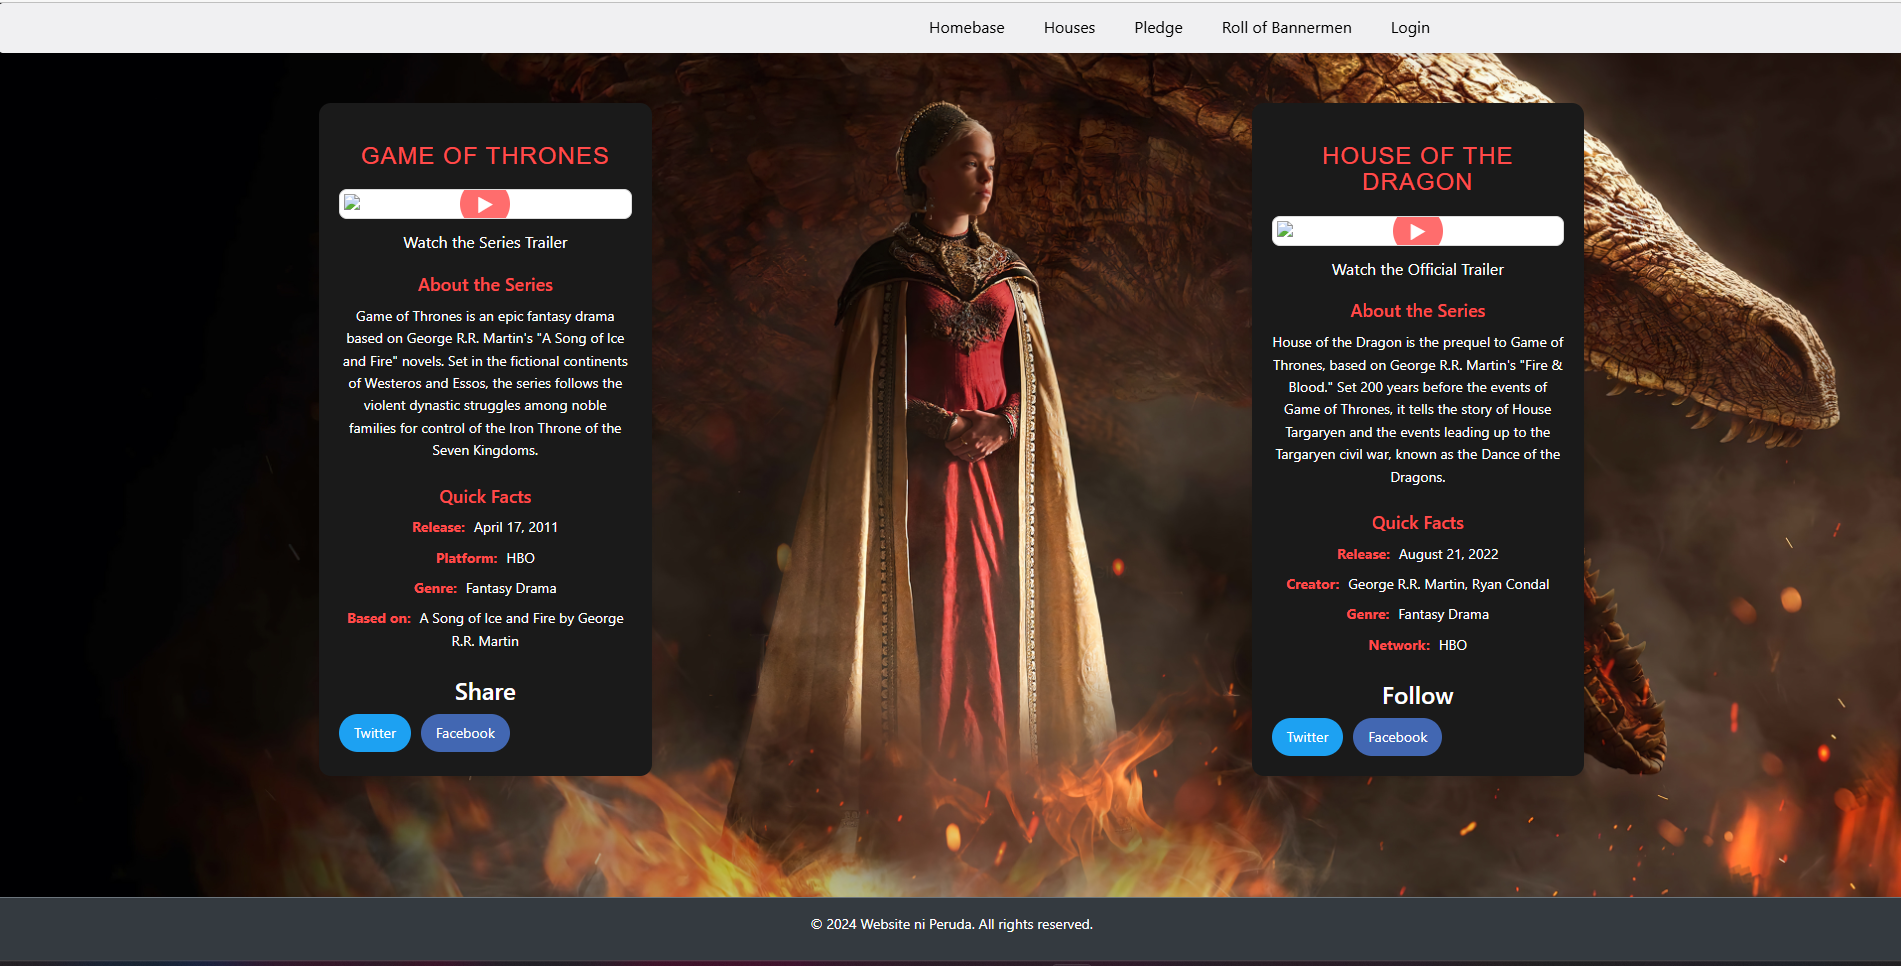 Homebase Houses Pledge Roll of Bannermen Login
GAME OF THRONES
Watch the Series Trailer
About the Series
Game of Thrones is an epic fantasy drama
based on George R.R. Martin's "A Song of Ice
and Fire" novels. Set in the fictional continents
of Westeros and Essos, the series follows the
violent dynastic struggles among noble
families for control of the Iron Throne of the
Seven Kingdoms.
Quick Facts
Release: April 17, 2011
Platform: HBO
Genre: Fantasy Drama
Based on: A Song of Ice and Fire by George
R.R. Martin
Share
Twitter Facebook
HOUSE OF THE
DRAGON
Watch the Official Trailer
About the Series
House of the Dragon is the prequel to Game of
Thrones, based on George R.R. Martin's "Fire &
Blood." Set 200 years before the events of
Game of Thrones, it tells the story of House
Targaryen and the events leading up to the
Targaryen civil war, known as the Dance of the
Dragons.
Quick Facts
Release: August 21, 2022
Creator: George R.R. Martin, Ryan Condal
Genre: Fantasy Drama
Network: HBO
Follow
Twitter Facebook
© 2024 Website ni Peruda. All rights reserved.